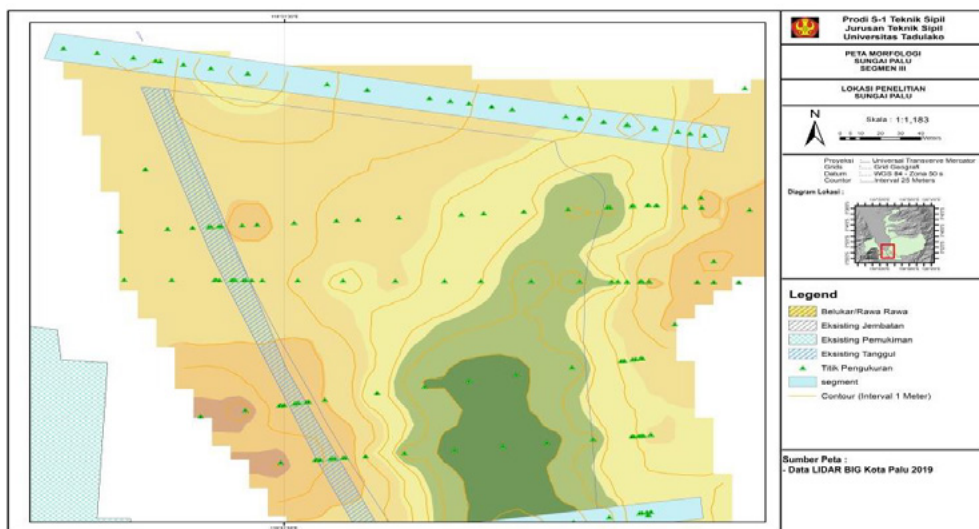 Prodi S-1 Teknik Sipil
Jurusan Teknik Sipil
Universitas Tadulako
PETA MORFOLOGI
SUNGAI PALU
SEGMEN III
LOKASI PENELITIAN
SUNGAI PALU
N
Skala : 1:1,183
Meters
Proyeksi : Universal Transverve Mercator
Grids : Grid Geografi
Datum : WGS 84 - Zona 50 s
Countor : Interval 25 Meters
Diagram Lokasi :
Legend
Belukar/Rawa Rawa
Eksisting Jembatan
Eksisting Pemukiman
Eksisting Tanggul
Titik Pengukuran
segment
Contour (Interval 1 Meter)
Sumber Peta :
- Data LIDAR BIG Kota Palu 2019